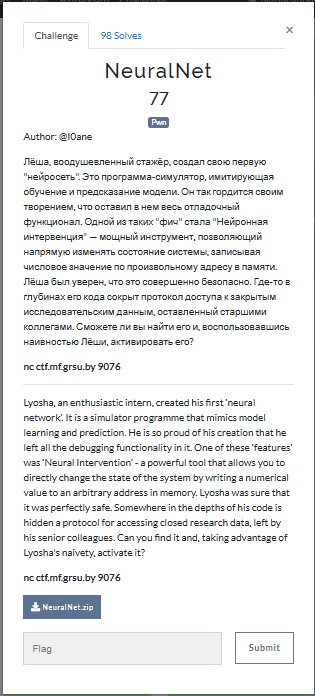 Challenge
98 Solves
×
NeuralNet
77
Pwn
Author: @l0ane
Лёша, воодушевленный стажёр, создал свою первую
"нейросеть". Это программа-симулятор, имитирующая
обучение и предсказание модели. Он так гордится своим
творением, что оставил в нем весь отладочный
функционал. Одной из таких "фич" стала "Нейронная
интервенция" — мощный инструмент, позволяющий
напрямую изменять состояние системы, записывая
числовое значение по произвольному адресу в памяти.
Лёша был уверен, что это совершенно безопасно. Где-то в
глубинах его кода сокрыт протокол доступа к закрытым
исследовательским данным, оставленный старшими
коллегами. Сможете ли вы найти его и, воспользовавшись
наивностью Лёши, активировать его?
nc ctf.mf.grsu.by 9076
Lyosha, an enthusiastic intern, created his first 'neural
network'. It is a simulator programme that mimics model
learning and prediction. He is so proud of his creation that he
left all the debugging functionality in it. One of these 'features'
was 'Neural Intervention' - a powerful tool that allows you to
directly change the state of the system by writing a numerical
value to an arbitrary address in memory. Lyosha was sure that
it was perfectly safe. Somewhere in the depths of his code is
hidden a protocol for accessing closed research data, left by
his senior colleagues. Can you find it and, taking advantage of
Lyosha's naivety, activate it?
nc ctf.mf.grsu.by 9076
NeuralNet.zip
Flag
Submit